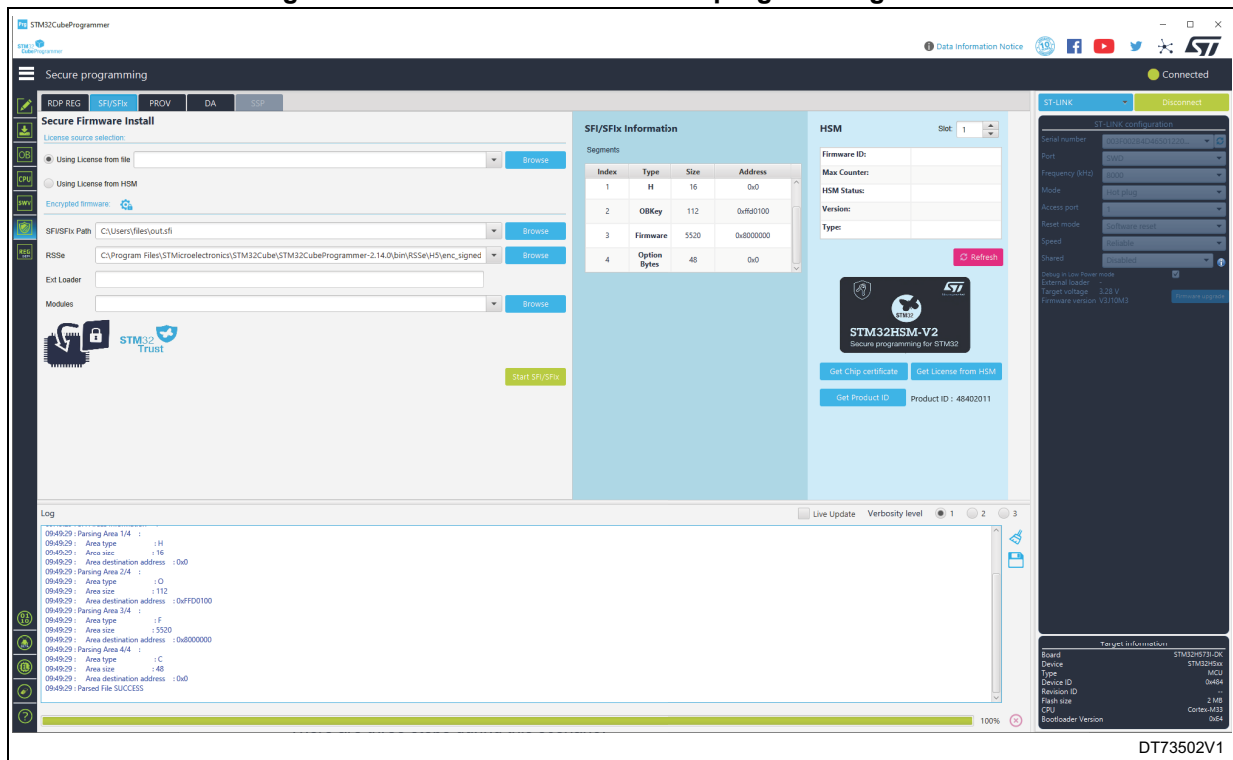 STM32CubeProgrammer
STM32
CubeProgrammer
Data Information Notice
Secure programming
Connected
RDP REG SFI/SFIx PROV DA SSP
ST-LINK Disconnect
Secure Firmware Install
License source selection:
Using License from file Browse
Using License from HSM
Encrypted firmware:
SFI/SFIx Path C:\Users\files\out.sfi Browse
RSSe C:\Program Files\STMicroelectronics\STM32Cube\STM32CubeProgrammer-2.14.0\bin\RSSe\H5\enc_signed Browse
Ext Loader
Modules Browse
STM32
Trust
Start SFI/SFIx
SFI/SFIx Information
Segments
Index Type Size Address
1 H 16 0x0
2 OBKey 112 0xffd0100
3 Firmware 5520 0x8000000
4 Option Bytes 48 0x0
HSM Slot: 1
Firmware ID:
Max Counter:
HSM Status:
Version:
Type:
Refresh
STM32
STM32HSM-V2
Secure programming for STM32
Get Chip certificate Get License from HSM
Get Product ID Product ID : 48402011
ST-LINK configuration
Serial number
Port SWD
Frequency (kHz) 8000
Mode Hot plug
Access port 1
Reset mode Software reset
Speed Reliable
Shared Disabled
Debug in Low Power mode
External loader -
Target voltage 3.28 V
Firmware version V3J10M3 Firmware upgrade
Log
Live Update Verbosity level 1 2 3
09:49:29 : Parsing Area 1/4 :
09:49:29 : Area type : H
09:49:29 : Area size : 16
09:49:29 : Area destination address : 0x0
09:49:29 : Parsing Area 2/4 :
09:49:29 : Area type : O
09:49:29 : Area size : 112
09:49:29 : Area destination address : 0xFFD0100
09:49:29 : Parsing Area 3/4 :
09:49:29 : Area type : F
09:49:29 : Area size : 5520
09:49:29 : Area destination address : 0x8000000
09:49:29 : Parsing Area 4/4 :
09:49:29 : Area type : C
09:49:29 : Area size : 48
09:49:29 : Area destination address : 0x0
09:49:29 : Parsed File SUCCESS
100%
Target information
Board STM32H573I-DK
Device STM32H5xx
Type MCU
Device ID 0x484
Revision ID --
Flash size 2 MB
CPU Cortex-M33
Bootloader Version 0xE4
DT73502V1